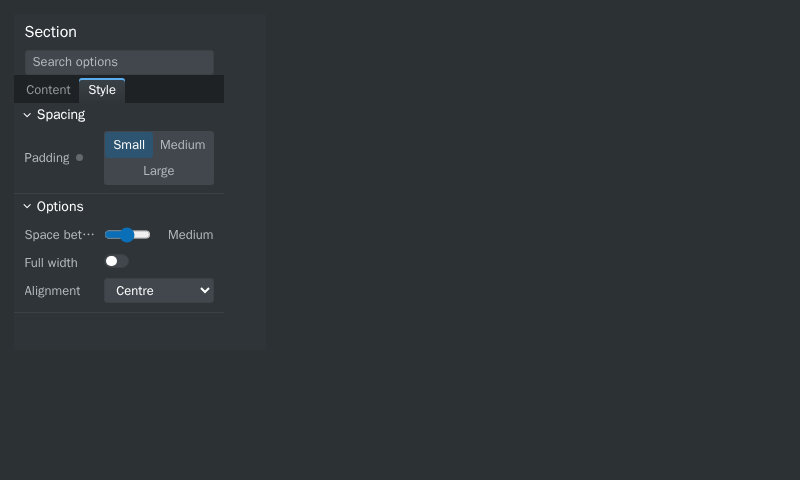 Section
Search options
Content Style
Spacing
Padding Small Medium
Large
Options
Space bet··· Medium
Full width
Alignment Centre